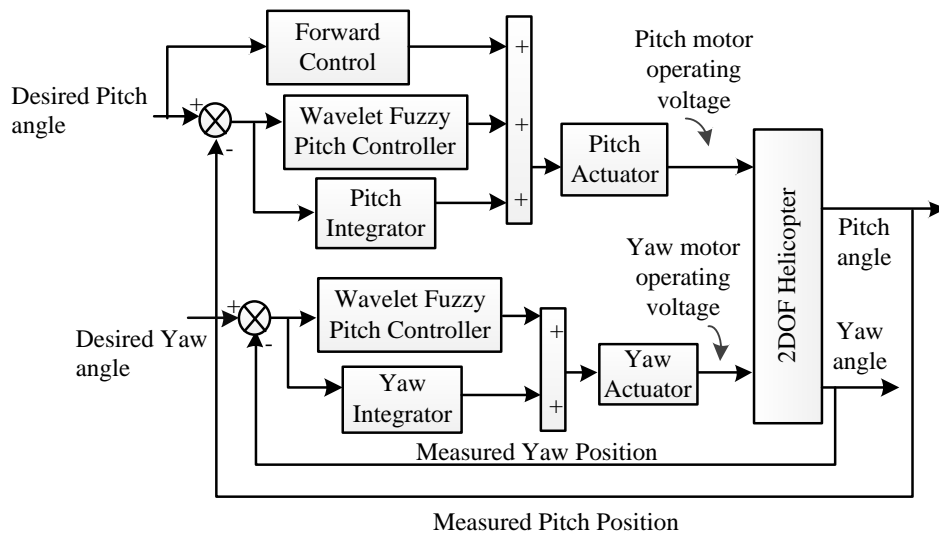 Forward
Control
Desired Pitch
angle
+
-
Wavelet Fuzzy
Pitch Controller
Pitch
Integrator
+
+
+
Pitch
Actuator
Pitch motor
operating
voltage
2DOF Helicopter
Pitch
angle
Desired Yaw
angle
+
-
Wavelet Fuzzy
Pitch Controller
Yaw
Integrator
+
+
Yaw
Actuator
Yaw motor
operating
voltage
Yaw
angle
Measured Yaw Position
Measured Pitch Position